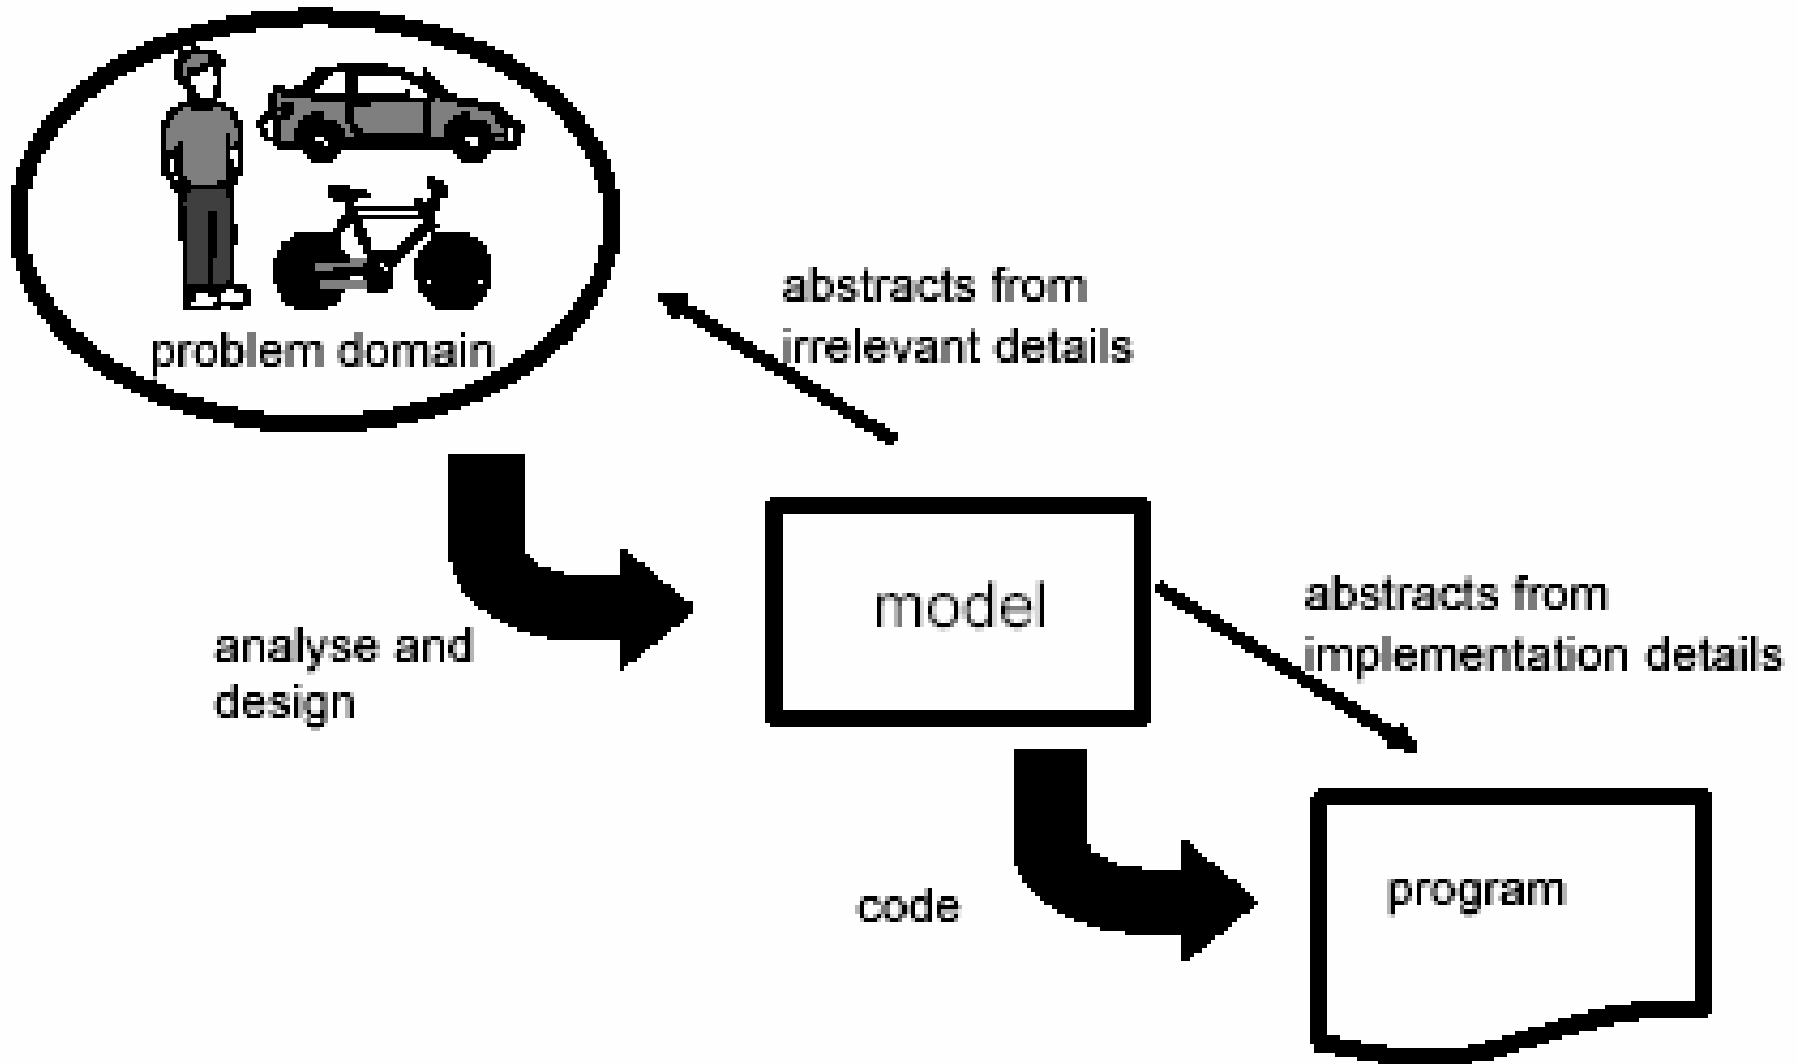 problem domain
abstracts from
irrelevant details
analyse and
design
model
abstracts from
implementation details
code
program